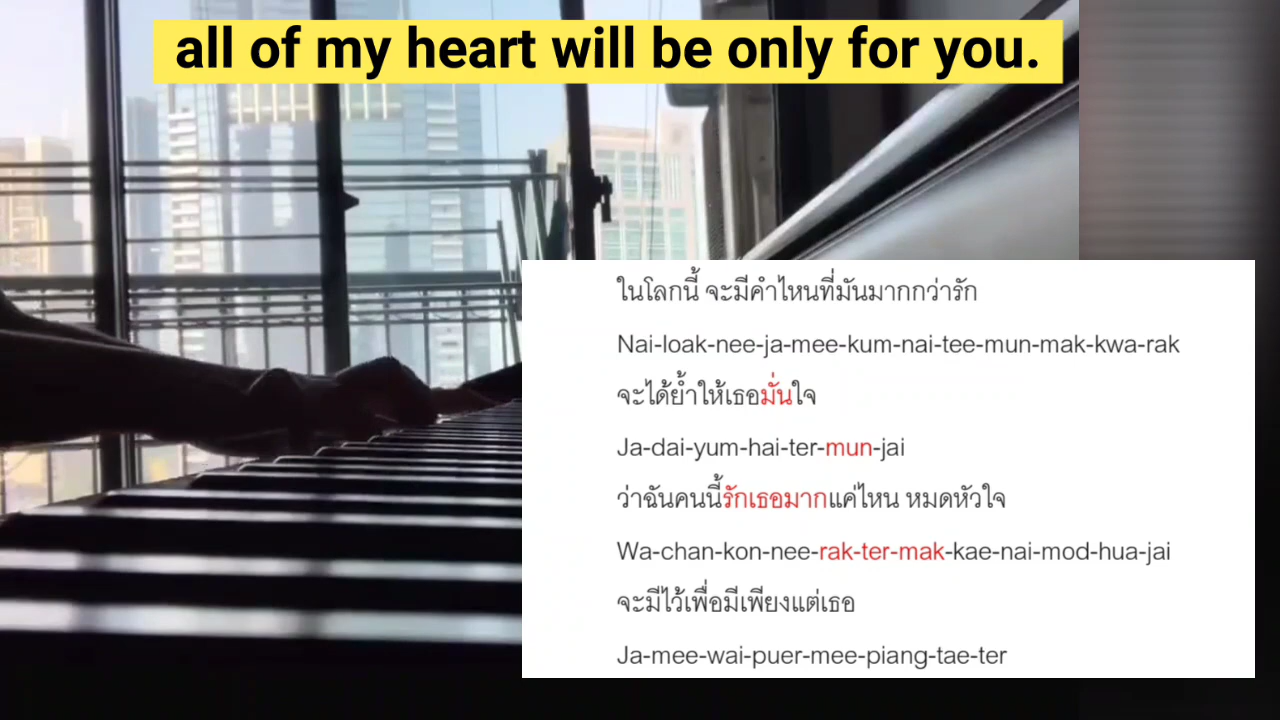 all of my heart will be only for you.
ในโลกนี้ จะมีคำไหนที่มันมากกว่ารัก
Nai-loak-nee-ja-mee-kum-nai-tee-mun-mak-kwa-rak
จะได้ย้ำให้เธอมั่นใจ
Ja-dai-yum-hai-ter-mun-jai
ว่าฉันคนนี้รักเธอมากแค่ไหน หมดหัวใจ
Wa-chan-kon-nee-rak-ter-mak-kae-nai-mod-hua-jai
จะมีไว้เพื่อมีเพียงแต่เธอ
Ja-mee-wai-puer-mee-piang-tae-ter